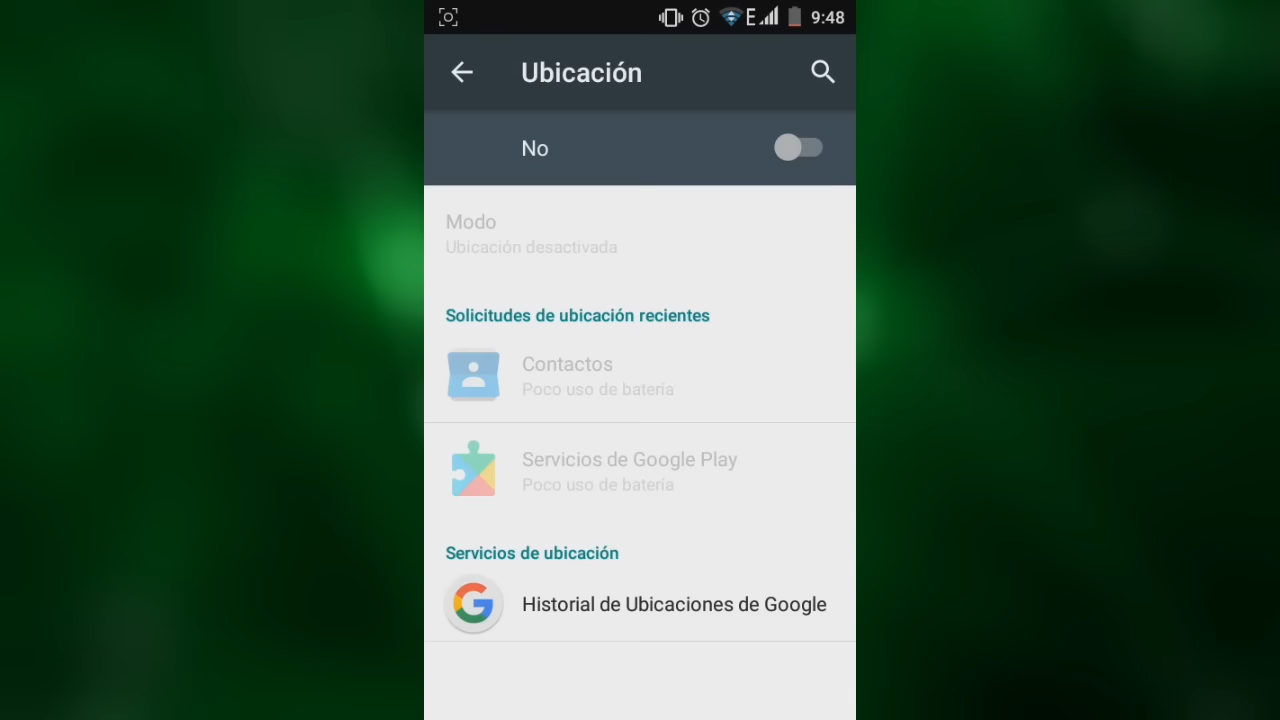 E 9:48
Ubicación
No
Modo
Ubicación desactivada
Solicitudes de ubicación recientes
Contactos
Poco uso de batería
Servicios de Google Play
Poco uso de batería
Servicios de ubicación
Historial de Ubicaciones de Google